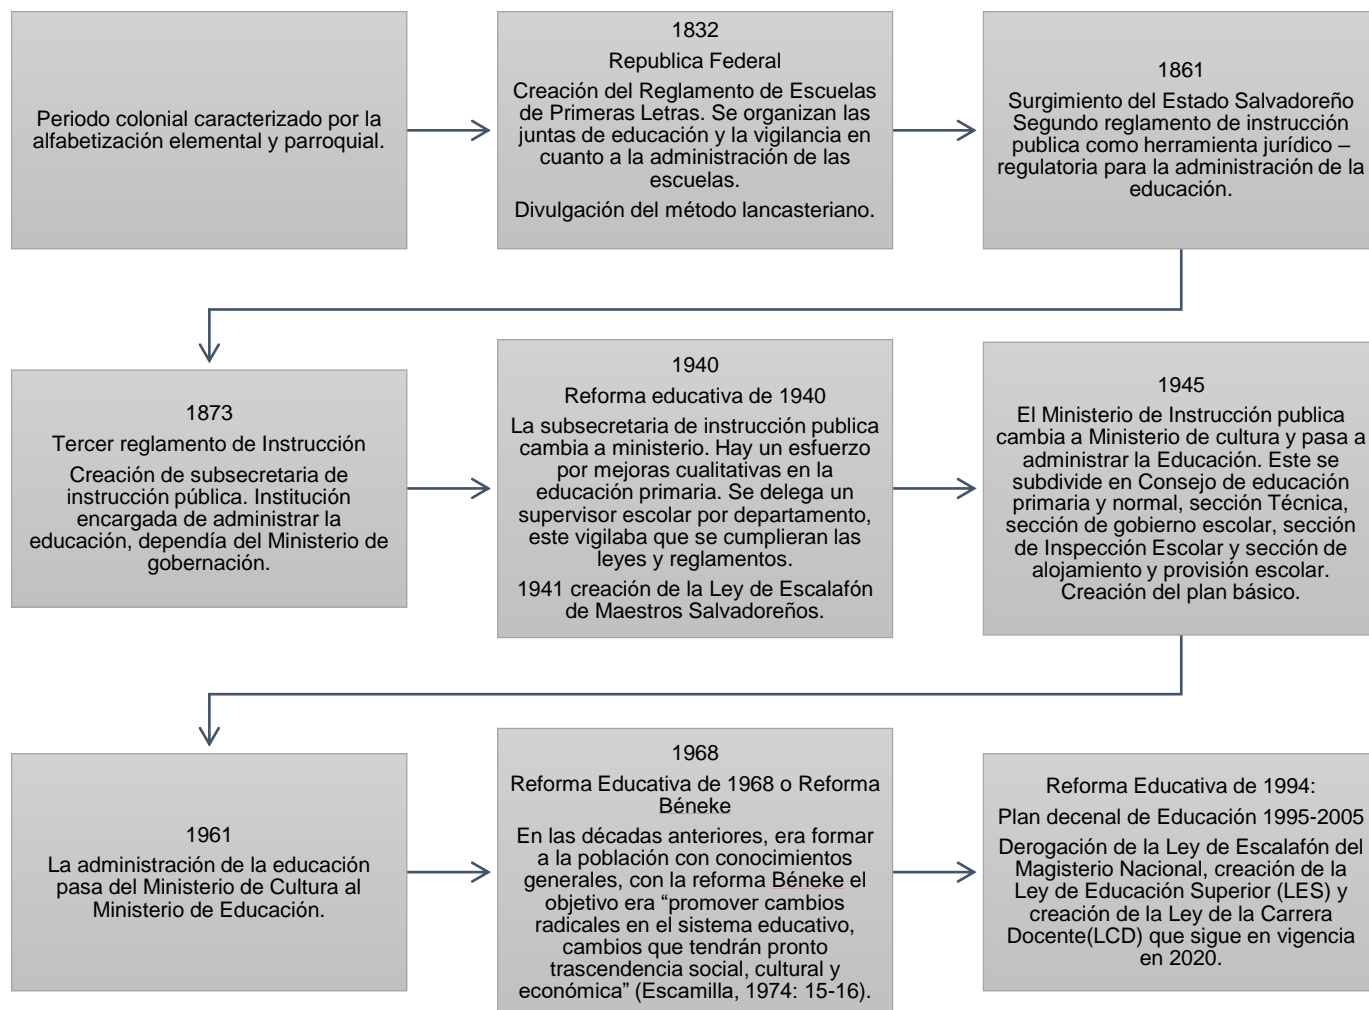 Periodo colonial caracterizado por la
alfabetización elemental y parroquial.
1832
Republica Federal
Creación del Reglamento de Escuelas
de Primeras Letras. Se organizan las
juntas de educación y la vigilancia en
cuanto a la administración de las
escuelas.
Divulgación del método lancasteriano.
1861
Surgimiento del Estado Salvadoreño
Segundo reglamento de instrucción
publica como herramienta jurídico –
regulatoria para la administración de la
educación.
1873
Tercer reglamento de Instrucción
Creación de subsecretaria de
instrucción pública. Institución
encargada de administrar la
educación, dependía del Ministerio de
gobernación.
1940
Reforma educativa de 1940
La subsecretaria de instrucción publica
cambia a ministerio. Hay un esfuerzo
por mejoras cualitativas en la
educación primaria. Se delega un
supervisor escolar por departamento,
este vigilaba que se cumplieran las
leyes y reglamentos.
1941 creación de la Ley de Escalafón
de Maestros Salvadoreños.
1945
El Ministerio de Instrucción publica
cambia a Ministerio de cultura y pasa a
administrar la Educación. Este se
subdivide en Consejo de educación
primaria y normal, sección Técnica,
sección de gobierno escolar, sección
de Inspección Escolar y sección de
alojamiento y provisión escolar.
Creación del plan básico.
1961
La administración de la educación
pasa del Ministerio de Cultura al
Ministerio de Educación.
1968
Reforma Educativa de 1968 o Reforma
Béneke
En las décadas anteriores, era formar
a la población con conocimientos
generales, con la reforma Béneke el
objetivo era “promover cambios
radicales en el sistema educativo,
cambios que tendrán pronto
trascendencia social, cultural y
económica” (Escamilla, 1974: 15-16).
Reforma Educativa de 1994:
Plan decenal de Educación 1995-2005
Derogación de la Ley de Escalafón del
Magisterio Nacional, creación de la
Ley de Educación Superior (LES) y
creación de la Ley de la Carrera
Docente(LCD) que sigue en vigencia
en 2020.